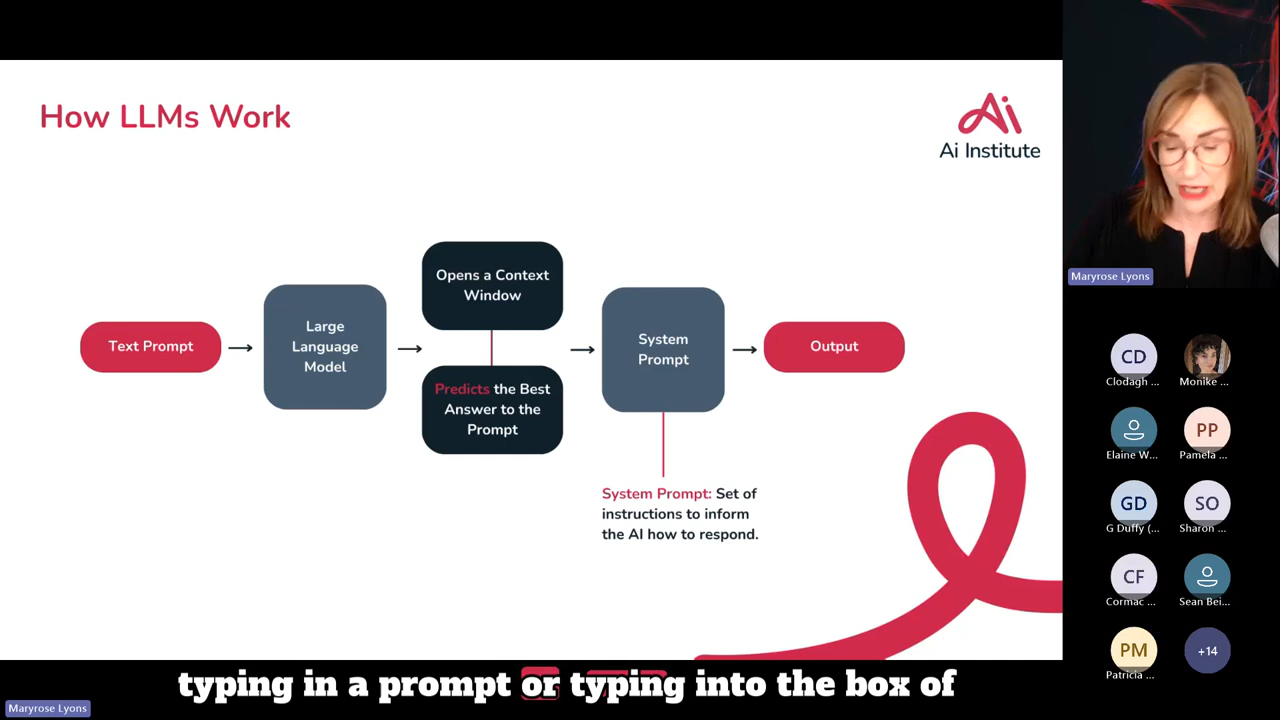 How LLMs Work
Ai
Ai Institute
Text Prompt
Large
Language
Model
Opens a Context
Window
Predicts the Best
Answer to the
Prompt
System
Prompt
Output
System Prompt: Set of
instructions to inform
the AI how to respond.
Maryrose Lyons
CD
Clodagh ...
Monike ...
Elaine W...
PP
Pamela ...
GD
G Duffy (...
SO
Sharon ...
CF
Cormac ...
Sean Bei...
PM
Patricia ...
+14
typing in a prompt or typing into the box of
Maryrose Lyons